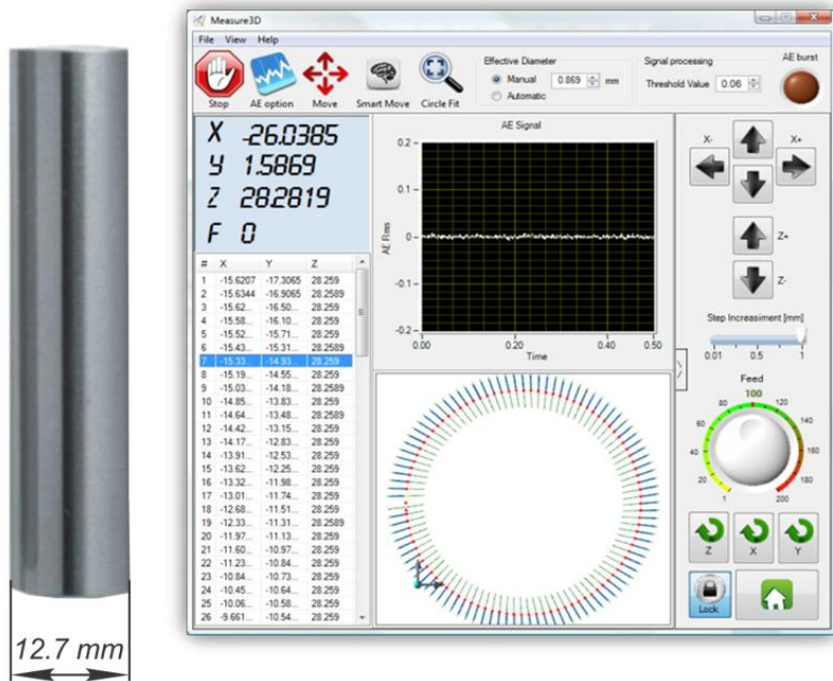 Measure3D
File View Help
Stop AE option Move Smart Move Circle Fit
Effective Diameter
Manual 0.869 mm
Automatic
Signal processing
Threshold Value 0.06
AE burst
X -26.0385
Y 1.5869
Z 28.2819
F 0
# X Y Z
1 -15.6207 -17.3065 28.259
2 -15.6344 -16.9065 28.2589
3 -15.62... -16.50... 28.259
4 -15.58... -16.10... 28.259
5 -15.52... -15.71... 28.259
6 -15.43... -15.31... 28.2589
7 -15.33... -14.93... 28.259
8 -15.19... -14.55... 28.259
9 -15.03... -14.18... 28.2589
10 -14.85... -13.83... 28.259
11 -14.64... -13.48... 28.2589
12 -14.42... -13.15... 28.259
13 -14.17... -12.83... 28.259
14 -13.91... -12.53... 28.259
15 -13.62... -12.25... 28.259
16 -13.32... -11.98... 28.259
17 -13.01... -11.74... 28.259
18 -12.68... -11.51... 28.259
19 -12.33... -11.31... 28.2589
20 -11.97... -11.13... 28.259
21 -11.60... -10.97... 28.259
22 -11.23... -10.84... 28.259
23 -10.84... -10.73... 28.259
24 -10.45... -10.64... 28.259
25 -10.06... -10.58... 28.259
26 -9.661... -10.54... 28.259
AE Signal
AE Rms
0.2
0.1
0
-0.1
-0.2
0.00 0.20 0.40 0.50
Time
X- X+
Z+
Z-
Step Increasiment [mm]
0.01 0.5 1
Feed
100
80 120
60 140
40 160
20 180
1 200
Z X Y
Lock
12.7 mm